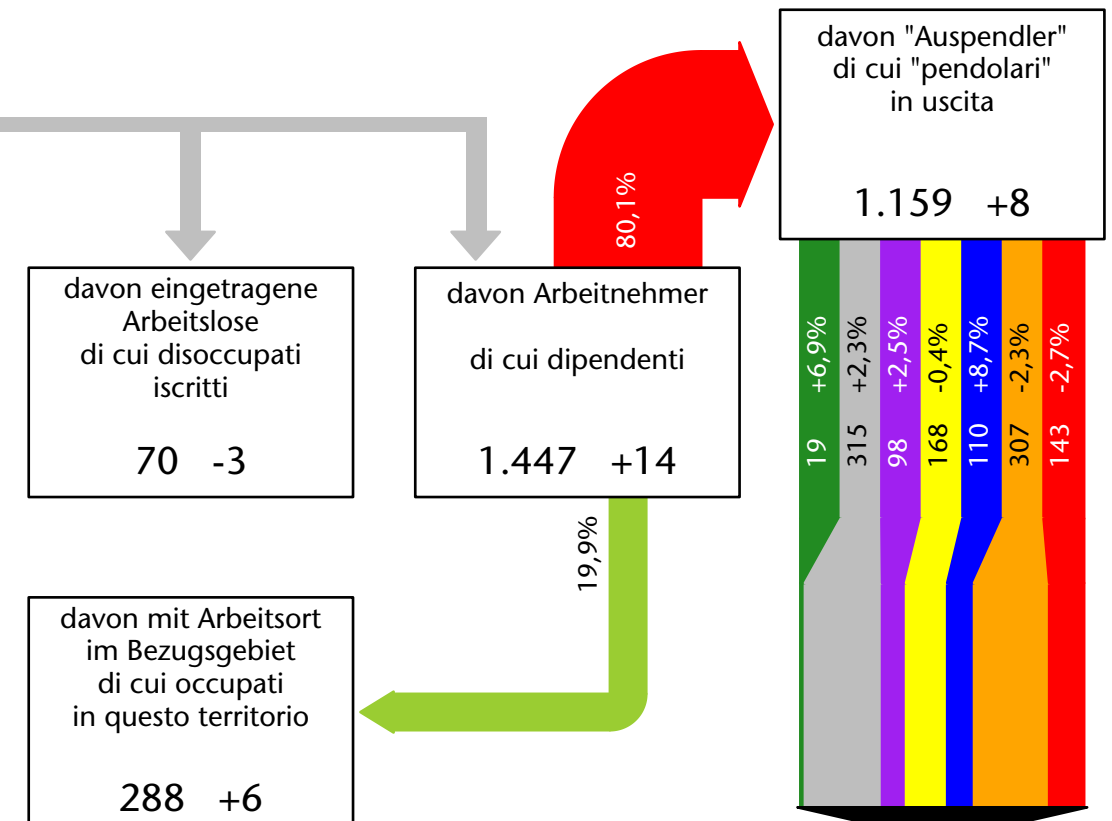 davon "Auspendler"
di cui "pendolari"
in uscita
1.159 +8
80,1%
davon eingetragene
Arbeitslose
di cui disoccupati
iscritti
70 -3
davon Arbeitnehmer
di cui dipendenti
1.447 +14
19 +6,9%
315 +2,3%
98 +2,5%
168 -0,4%
110 +8,7%
307 -2,3%
143 -2,7%
19,9%
davon mit Arbeitsort
im Bezugsgebiet
di cui occupati
in questo territorio
288 +6